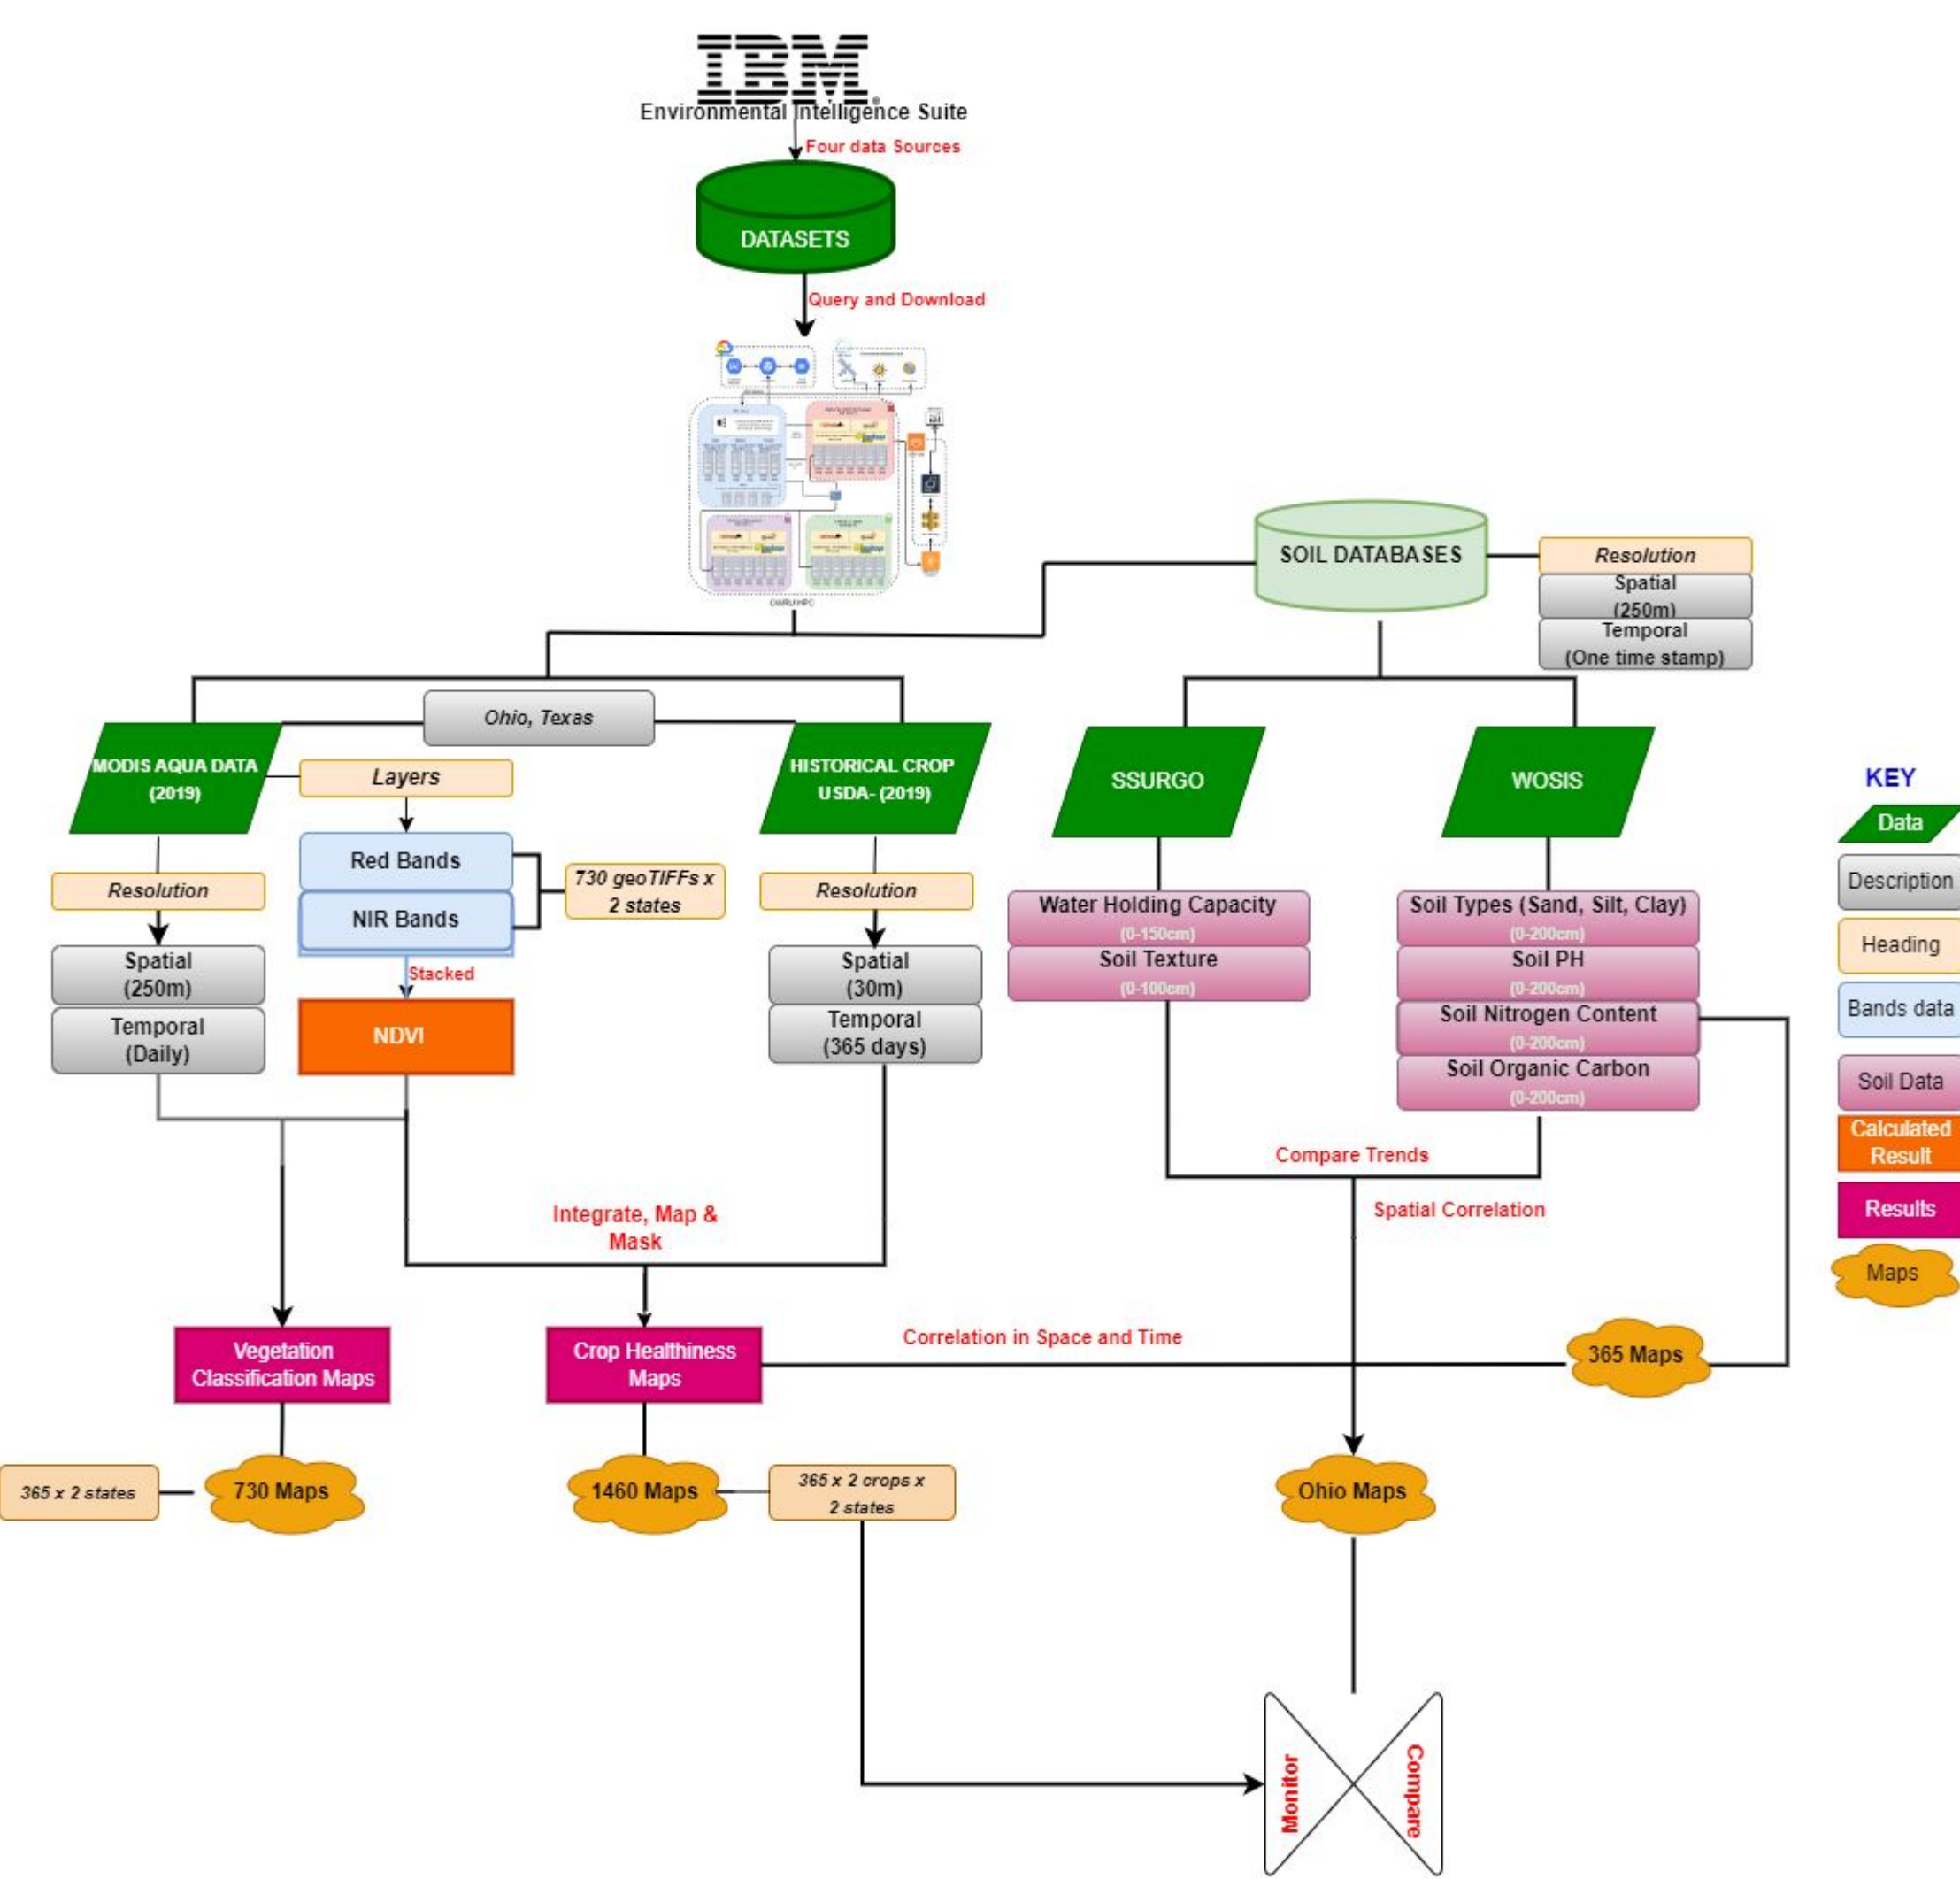 IBM
Environmental Intelligence Suite
Four data Sources
DATASETS
Query and Download
CWRU HPC
SOIL DATABASES
Resolution
Spatial
(250m)
Temporal
(One time stamp)
Ohio, Texas
MODIS AQUA DATA
(2019)
Layers
HISTORICAL CROP
USDA- (2019)
SSURGO
WOSIS
KEY
Data
Description
Heading
Bands data
Soil Data
Calculated
Result
Results
Maps
Red Bands
NIR Bands
730 geoTIFFs x
2 states
Resolution
Spatial
(250m)
Temporal
(Daily)
Stacked
NDVI
Resolution
Spatial
(30m)
Temporal
(365 days)
Water Holding Capacity
(0-150cm)
Soil Texture
(0-100cm)
Soil Types (Sand, Silt, Clay)
(0-200cm)
Soil PH
(0-200cm)
Soil Nitrogen Content
(0-200cm)
Soil Organic Carbon
(0-200cm)
Compare Trends
Spatial Correlation
Integrate, Map &
Mask
Vegetation
Classification Maps
Crop Healthiness
Maps
Correlation in Space and Time
365 Maps
365 x 2 states
730 Maps
1460 Maps
365 x 2 crops x
2 states
Ohio Maps
Monitor
Compare